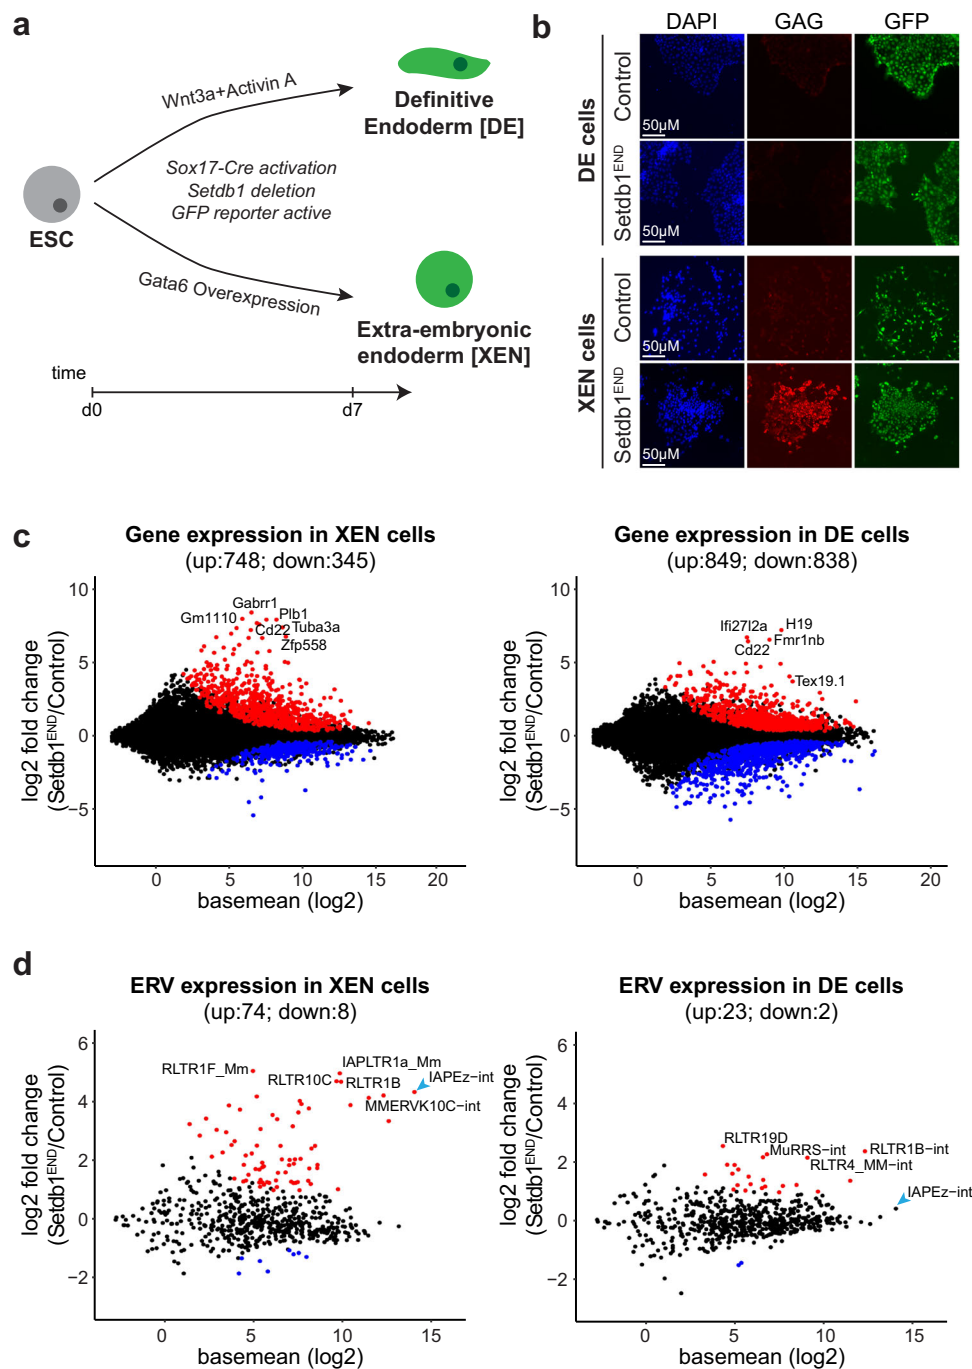 a
Wnt3a+Activin A
Definitive
Endoderm [DE]
Sox17-Cre activation
Setdb1 deletion
GFP reporter active
ESC
Gata6 Overexpression
Extra-embryonic
endoderm [XEN]
time
d0 d7
b
DAPI GAG GFP
DE cells
Control
50µM
Setdb1END
50µM
XEN cells
Control
50µM
Setdb1END
50µM
c
Gene expression in XEN cells
(up:748; down:345)
log2 fold change
(Setdb1END/Control)
10
5
0
−5
Gabrr1
Gm1110
Plb1
Cd22
Tuba3a
Zfp558
0 5 10 15 20
basemean (log2)
Gene expression in DE cells
(up:849; down:838)
log2 fold change
(Setdb1END/Control)
10
5
0
−5
Ifi27l2a
H19
Fmr1nb
Cd22
Tex19.1
0 5 10 15 20
basemean (log2)
d
ERV expression in XEN cells
(up:74; down:8)
log2 fold change
(Setdb1END/Control)
6
4
2
0
−2
RLTR1F_Mm
IAPLTR1a_Mm
RLTR10C
RLTR1B
IAPEz−int
MMERVK10C−int
0 5 10 15
basemean (log2)
ERV expression in DE cells
(up:23; down:2)
log2 fold change
(Setdb1END/Control)
6
4
2
0
−2
RLTR19D
MuRRS−int
RLTR1B−int
RLTR4_MM−int
IAPEz−int
0 5 10 15
basemean (log2)